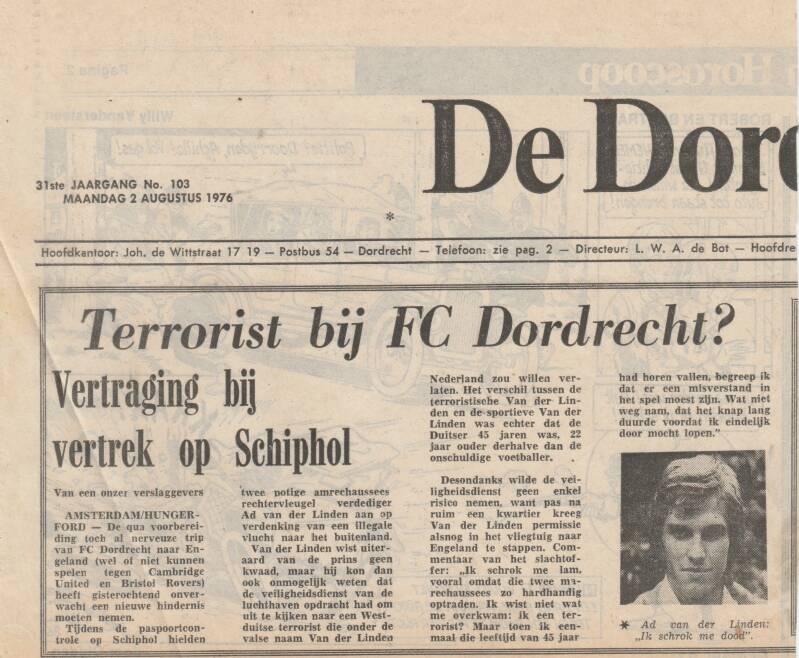 31ste JAARGANG No. 103
MAANDAG 2 AUGUSTUS 1976
De Dord
*
Hoofdkantoor: Joh. de Wittstraat 17 19 — Postbus 54 — Dordrecht — Telefoon: zie pag. 2 — Directeur: L. W. A. de Bot — Hoofdre
Terrorist bij FC Dordrecht?
Vertraging bij
vertrek op Schiphol
Van een onzer verslaggevers
AMSTERDAM/HUNGER-
FORD — De qua voorberei-
ding toch al nerveuze trip
van FC Dordrecht naar En-
geland (wel of niet kunnen
spelen tegen Cambridge
United en Bristol Rovers)
heeft gisterochtend onver-
wacht een nieuwe hindernis
moeten nemen.
Tijdens de paspoortcon-
trole op Schiphol hielden
twee potige amrechaussees
rechtervleugel verdediger
Ad van der Linden aan op
verdenking van een illegale
vlucht naar het buitenland.
Van der Linden wist uiter-
aard van de prins geen
kwaad, maar hij kon dan
ook onmogelijk weten dat
de veiligheidsdienst van de
luchthaven opdracht had om
uit te kijken naar een West-
duitse terrorist die onder de
valse naam Van der Linden
Nederland zou willen ver-
laten. Het verschil tussen de
terroristische Van der Lin-
den en de sportieve Van der
Linden was echter dat de
Duitser 45 jaren was, 22
jaar ouder derhalve dan de
onschuldige voetballer.
Desondanks wilde de vei-
ligheidsdienst geen enkel
risico nemen, want pas na
ruim een kwartier kreeg
Van der Linden permissie
alsnog in het vliegtuig naar
Engeland te stappen. Com-
mentaar van het slachtof-
fer: „Ik schrok me lam,
vooral omdat die twee ma-
rechaussees zo hardhandig
optraden. Ik wist niet wat
me overkwam: ik een ter-
rorist? Maar toen ik een-
maal die leeftijd van 45 jaar
had horen vallen, begreep ik
dat er een misverstand in
het spel moest zijn. Wat niet
weg nam, dat het knap lang
duurde voordat ik eindelijk
door mocht lopen."
* Ad van der Linden:
„Ik schrok me dood".